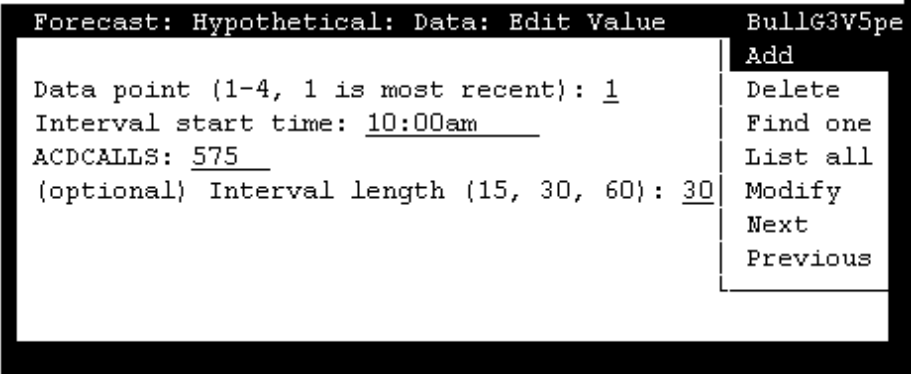 Forecast: Hypothetical: Data: Edit Value BullG3V5pe
Data point (1-4, 1 is most recent): 1
Interval start time: 10:00am
ACDCALLS: 575
(optional) Interval length (15, 30, 60): 30
Add
Delete
Find one
List all
Modify
Next
Previous